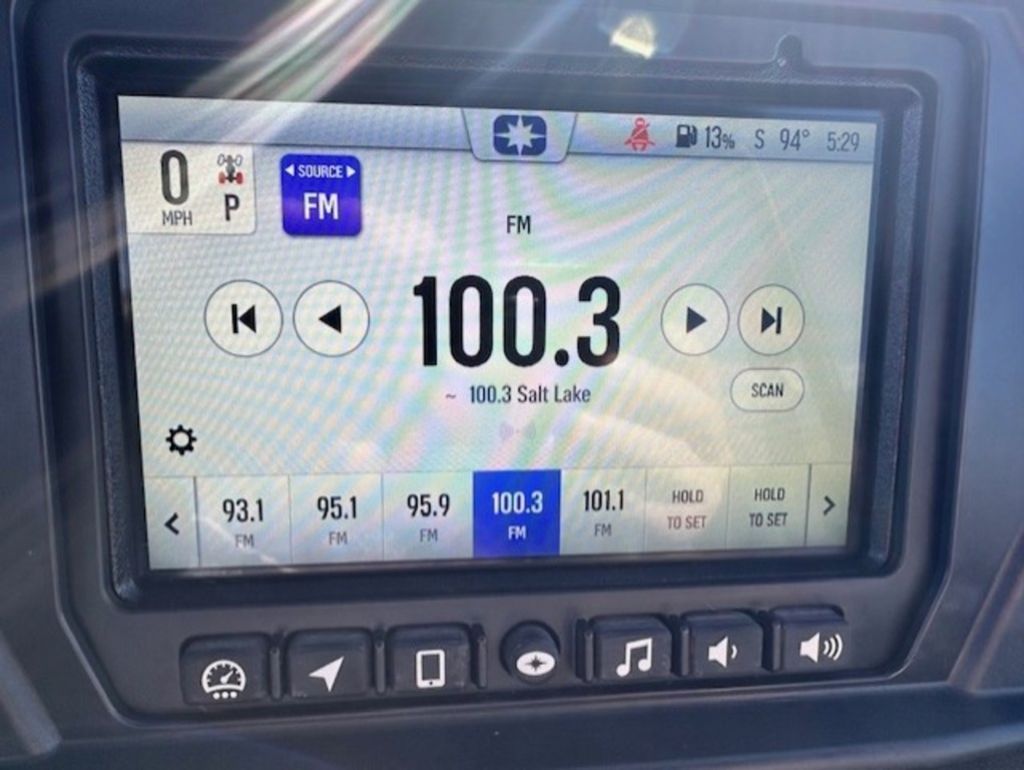 13% S 94° 5:29
0
MPH
P
SOURCE
FM
FM
100.3
~ 100.3 Salt Lake
SCAN
93.1
FM
95.1
FM
95.9
FM
100.3
FM
101.1
FM
HOLD
TO SET
HOLD
TO SET